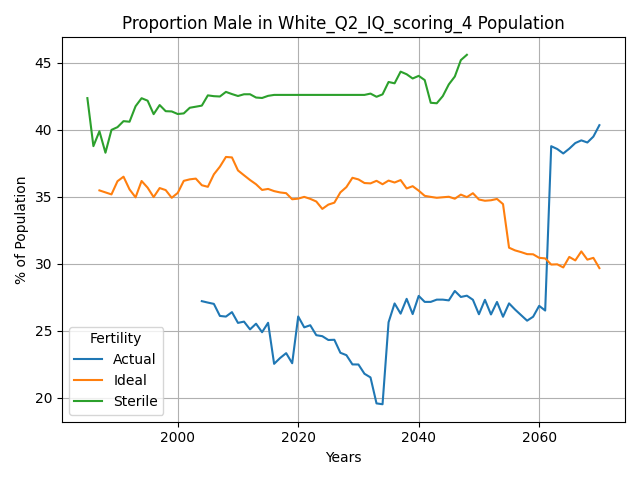 Proportion Male in White_Q2_IQ_scoring_4 Population
% of Population
45
40
35
30
25
20
Fertility
Actual
Ideal
Sterile
2000
2020
2040
2060
Years